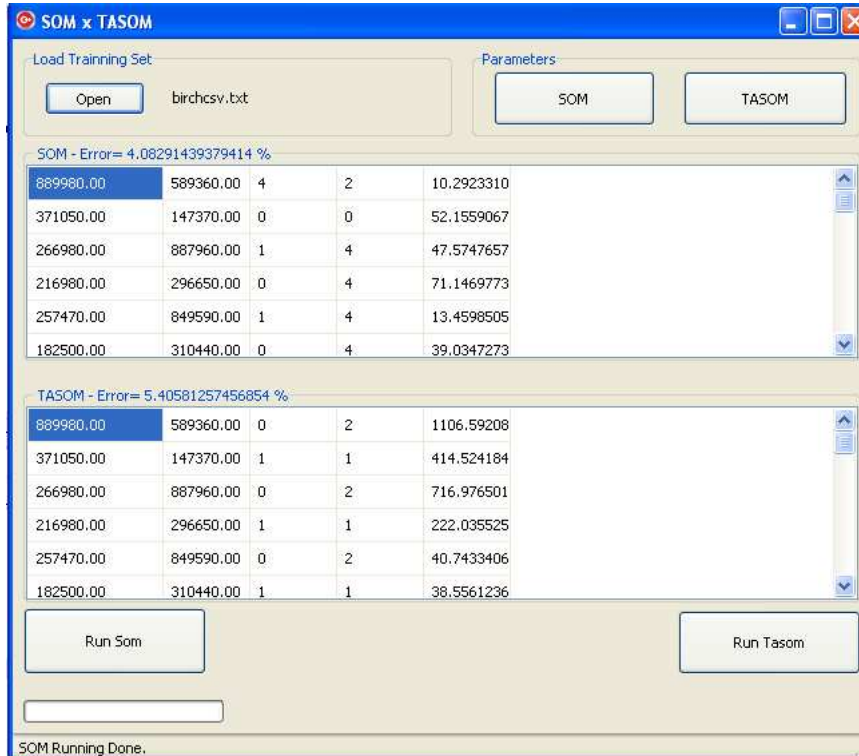 SOM x TASOM
Load Trainning Set
Parameters
Open birchcsv.txt
SOM TASOM
SOM - Error= 4.08291439379414 %
889980.00 589360.00 4 2 10.2923310
371050.00 147370.00 0 0 52.1559067
266980.00 887960.00 1 4 47.5747657
216980.00 296650.00 0 4 71.1469773
257470.00 849590.00 1 4 13.4598505
182500.00 310440.00 0 4 39.0347273
TASOM - Error= 5.40581257456854 %
889980.00 589360.00 0 2 1106.59208
371050.00 147370.00 1 1 414.524184
266980.00 887960.00 0 2 716.976501
216980.00 296650.00 1 1 222.035525
257470.00 849590.00 0 2 40.7433406
182500.00 310440.00 1 1 38.5561236
Run Som Run Tasom
SOM Running Done.